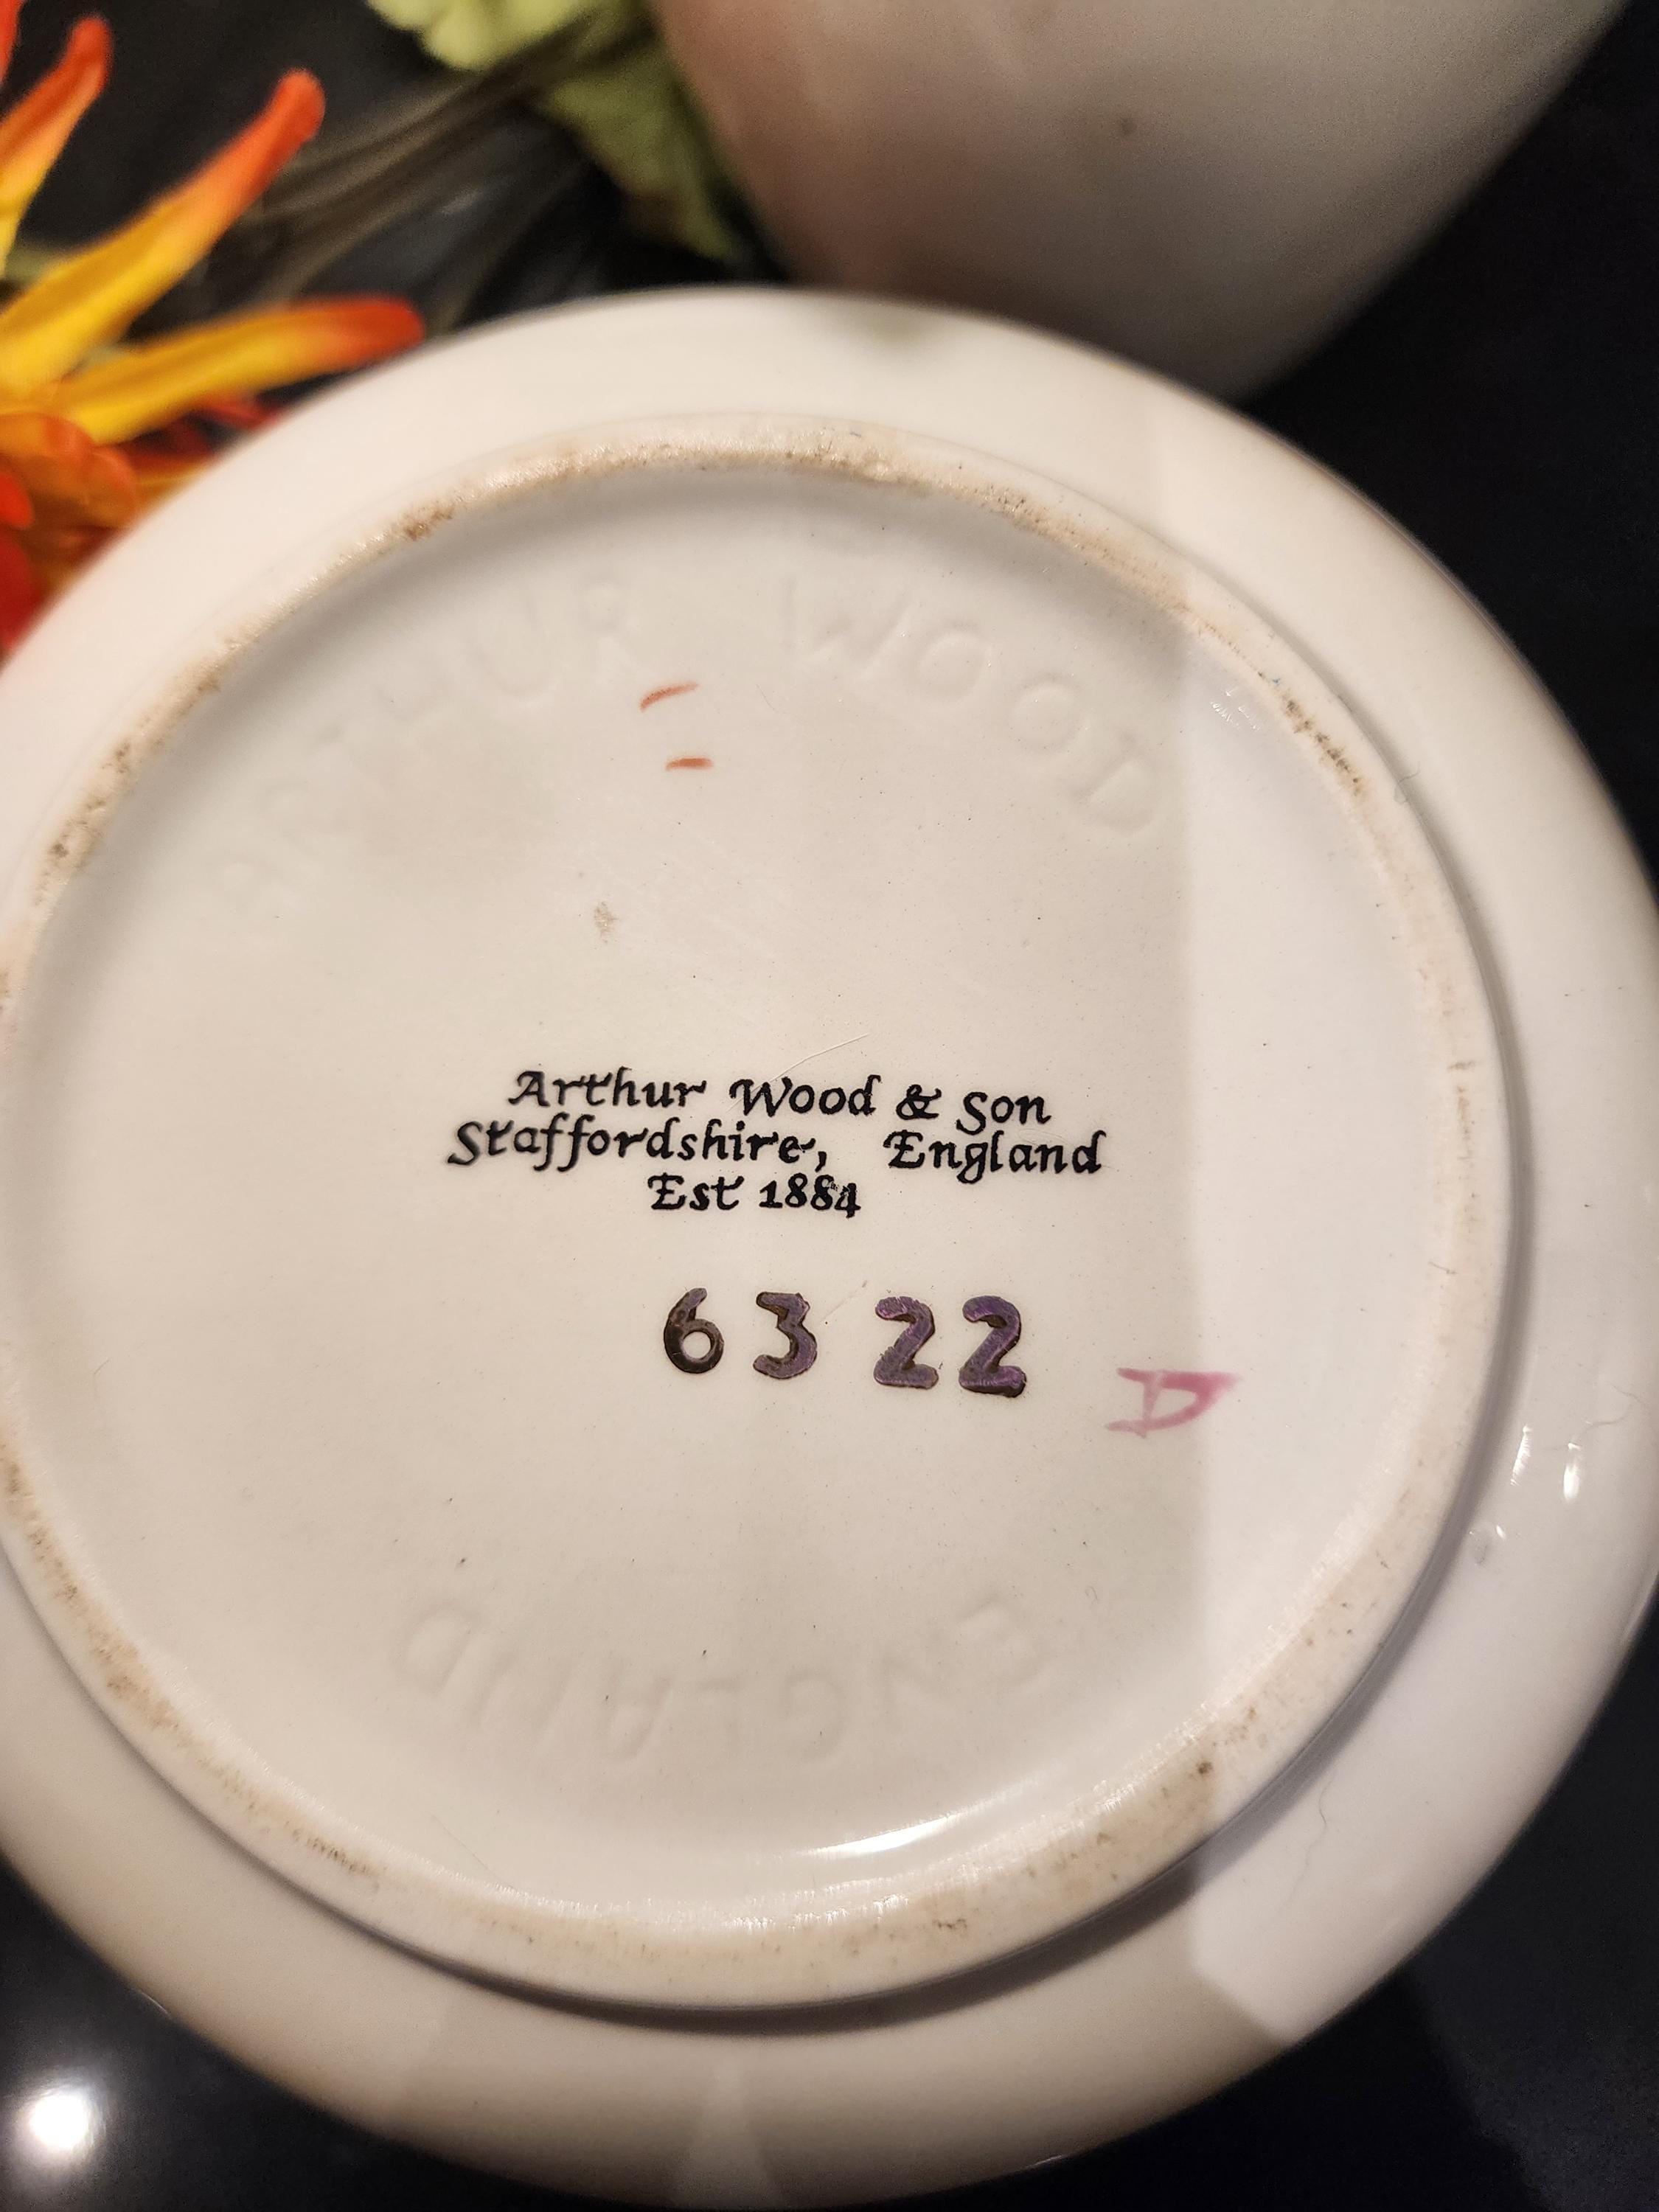 ARTHUR WOOD
Arthur Wood & Son
Staffordshire, England
Est 1884
6322
D
ENGLAND